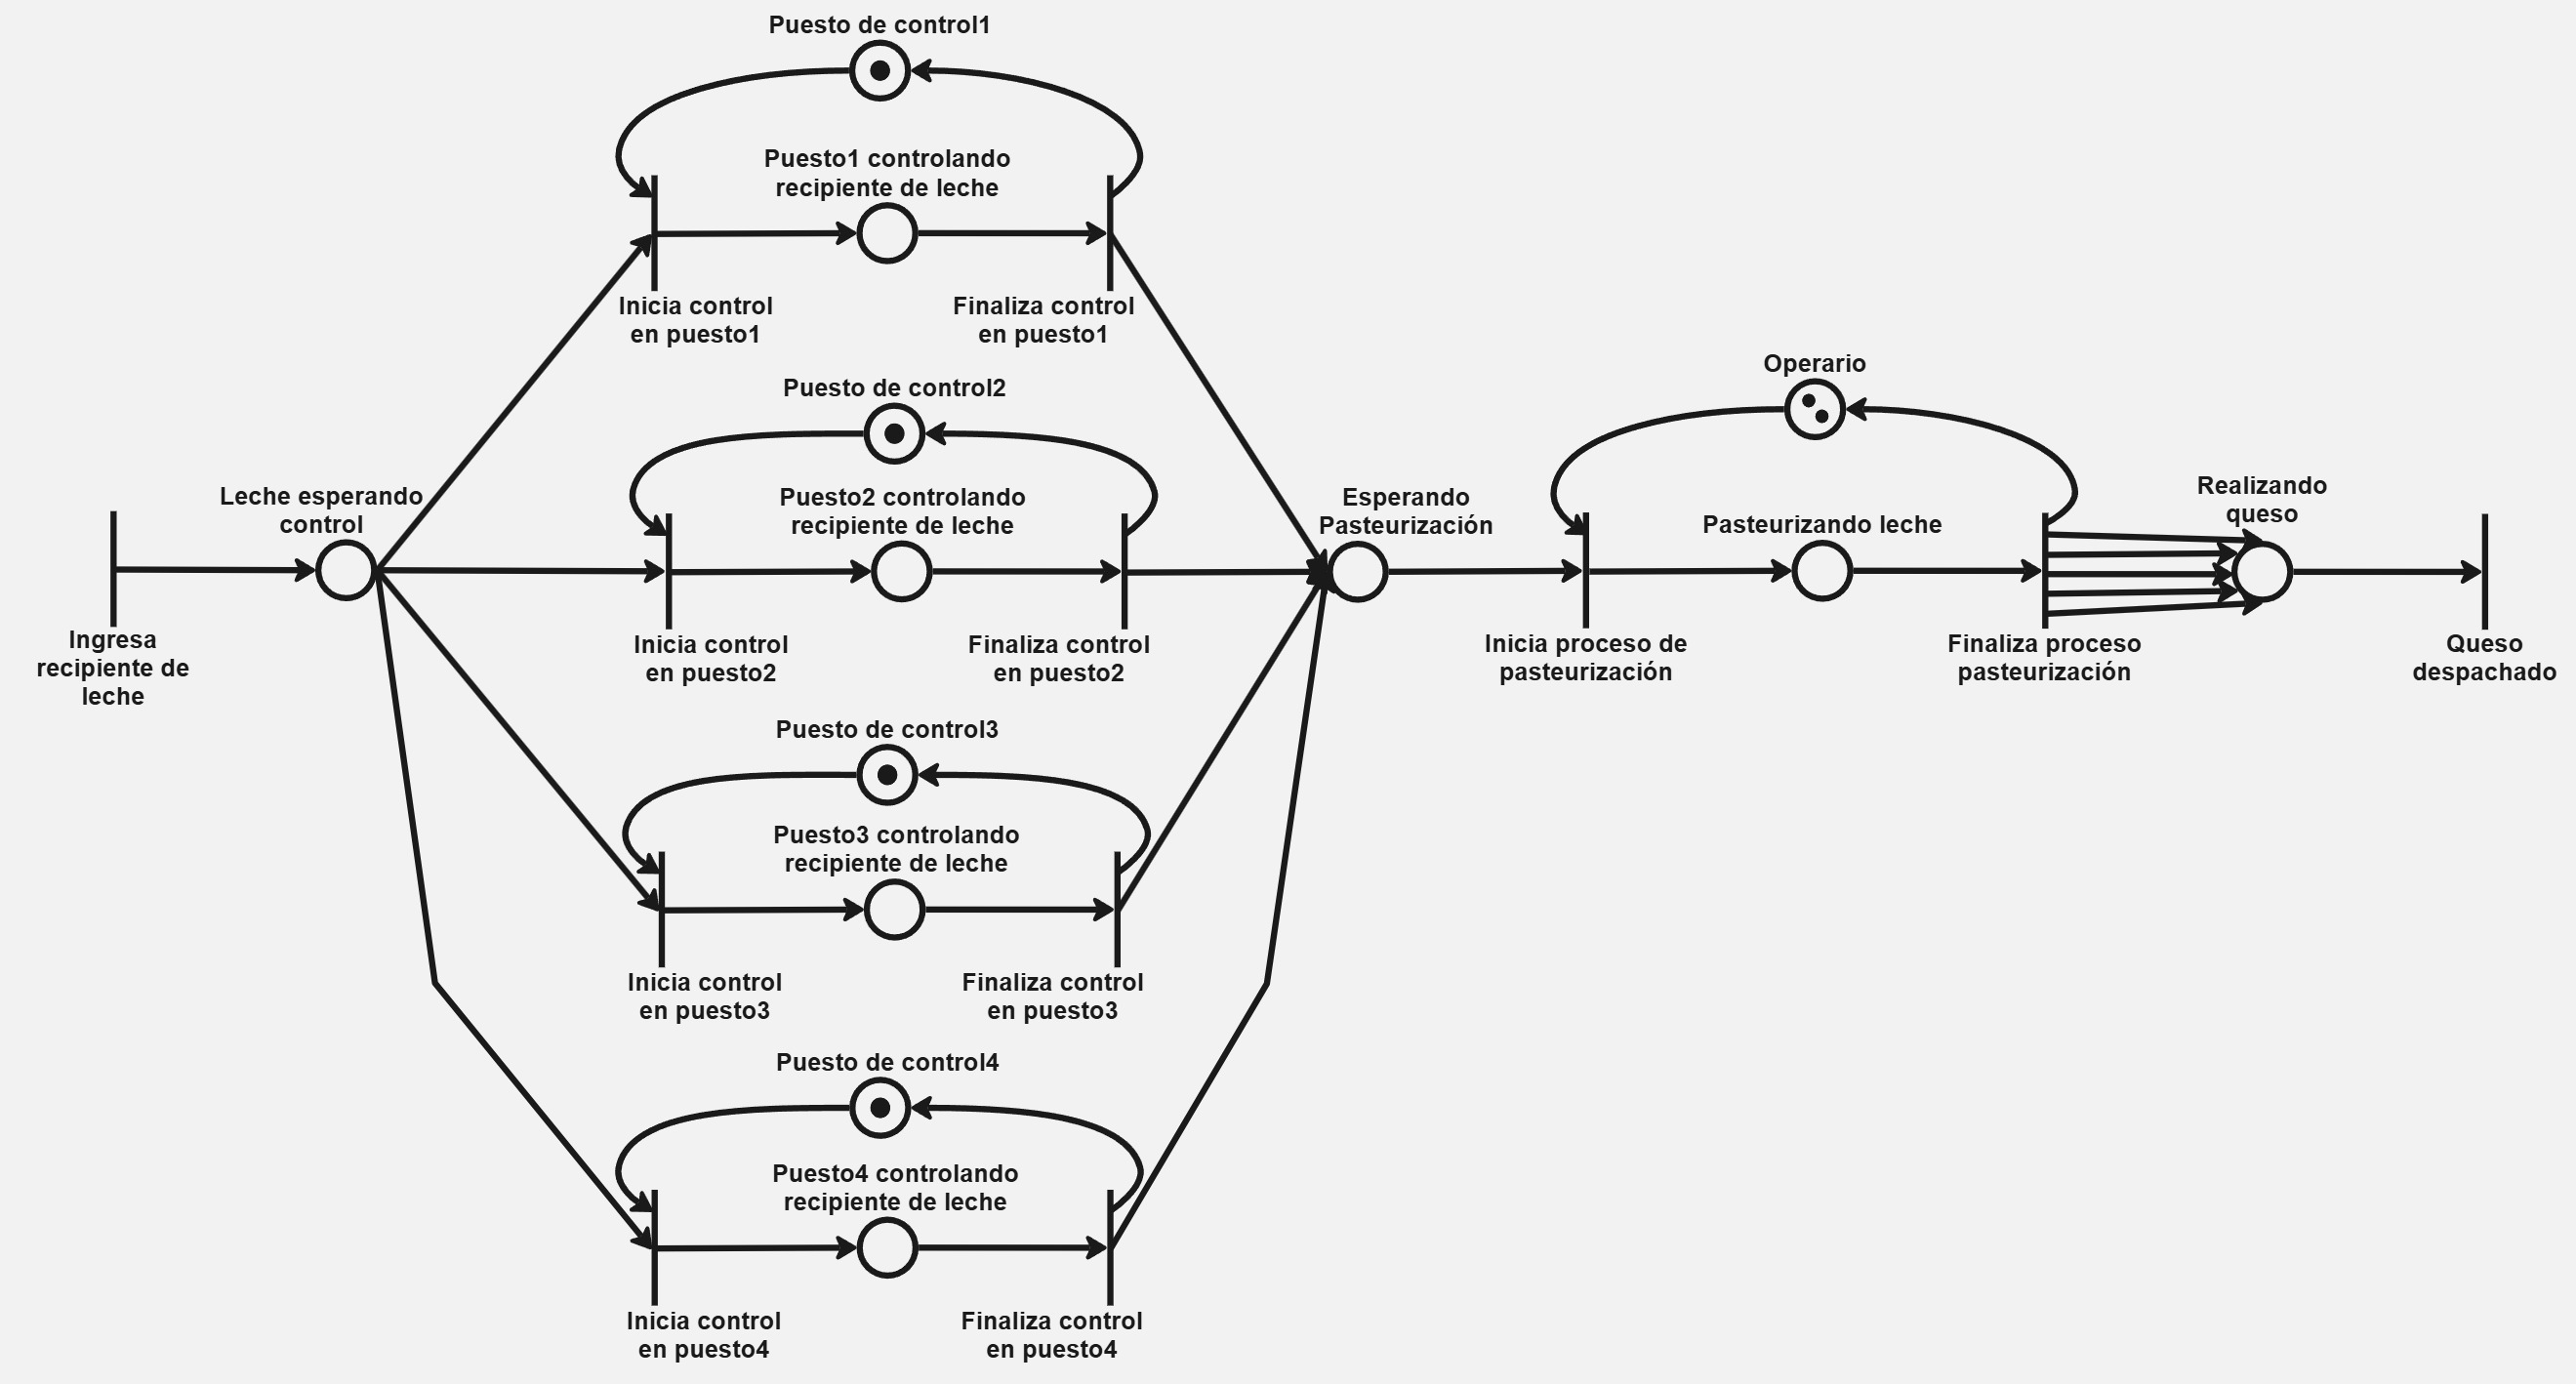 Puesto de control1
Puesto1 controlando
recipiente de leche
Inicia control
en puesto1
Finaliza control
en puesto1
Puesto de control2
Puesto2 controlando
recipiente de leche
Inicia control
en puesto2
Finaliza control
en puesto2
Leche esperando
control
Ingresa
recipiente de
leche
Esperando
Pasteurización
Operario
Pasteurizando leche
Inicia proceso de
pasteurización
Finaliza proceso
pasteurización
Realizando
queso
Queso
despachado
Puesto de control3
Puesto3 controlando
recipiente de leche
Inicia control
en puesto3
Finaliza control
en puesto3
Puesto de control4
Puesto4 controlando
recipiente de leche
Inicia control
en puesto4
Finaliza control
en puesto4